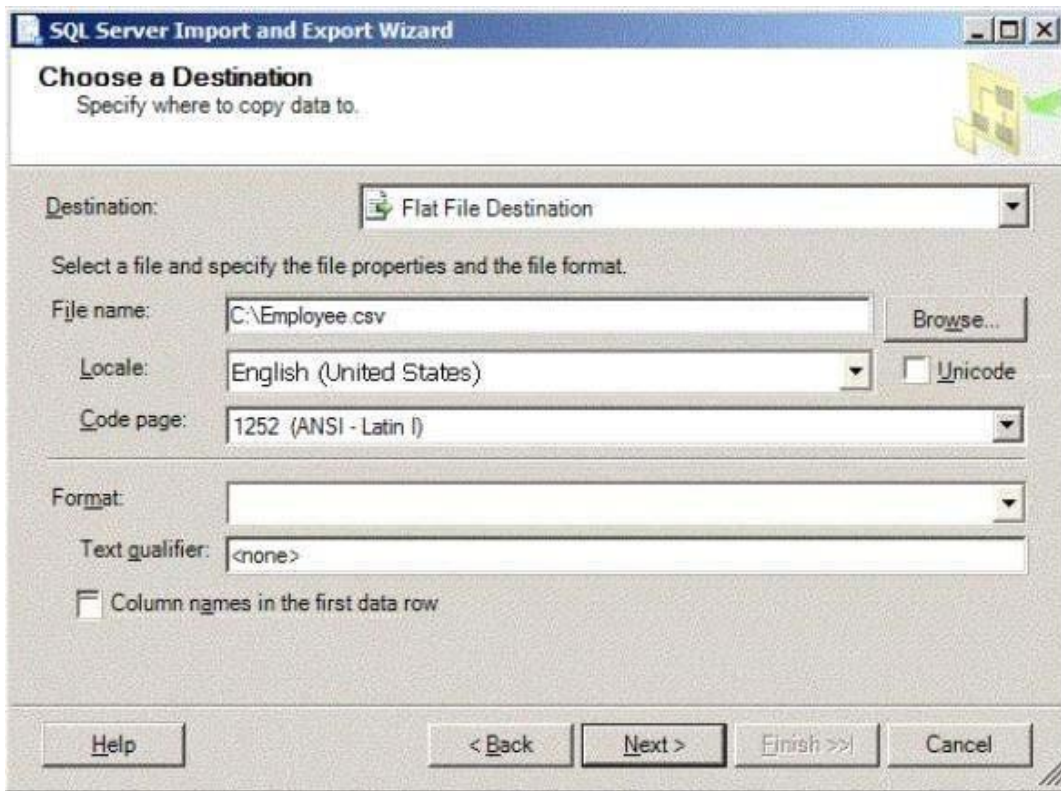 SQL Server Import and Export Wizard
Choose a Destination
Specify where to copy data to.
Destination: Flat File Destination
Select a file and specify the file properties and the file format.
File name: C:\Employee.csv Browse...
Locale: English (United States) Unicode
Code page: 1252 (ANSI - Latin I)
Format:
Text qualifier: <none>
Column names in the first data row
Help < Back Next > Finish >>| Cancel